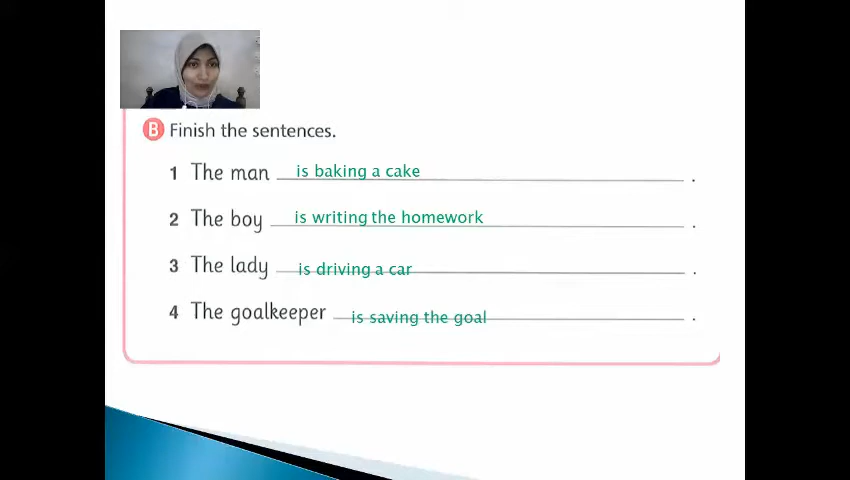 B Finish the sentences.
1 The man is baking a cake .
2 The boy is writing the homework .
3 The lady is driving a car .
4 The goalkeeper is saving the goal .